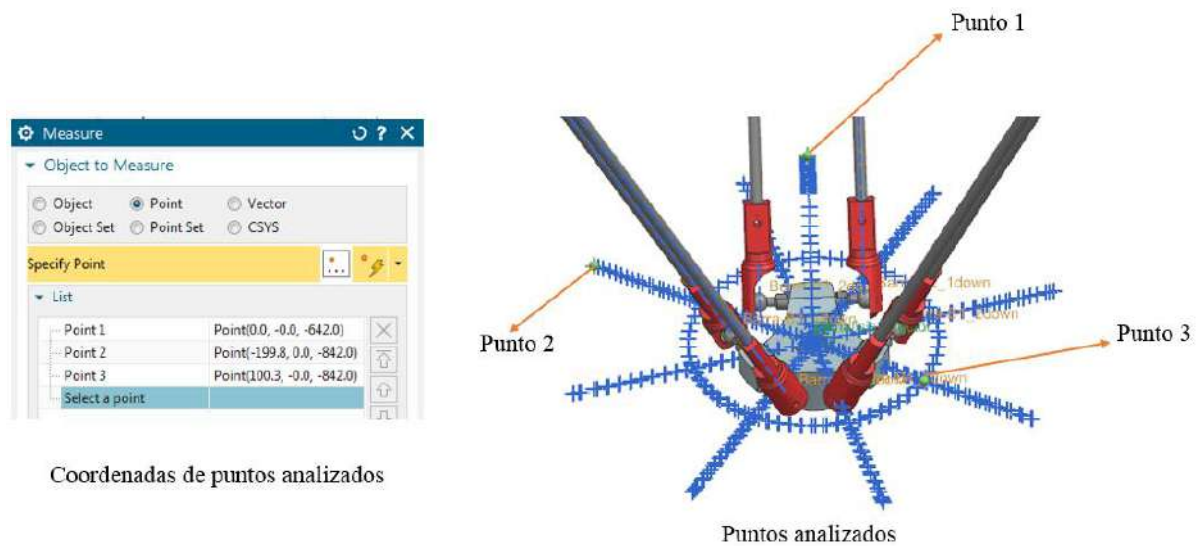 Punto 1
Measure
Object to Measure
Object Point Vector
Object Set Point Set CSYS
Specify Point
List
Point 1 Point(0.0, -0.0, -642.0)
Point 2 Point(-199.8, 0.0, -842.0)
Point 3 Point(100.3, -0.0, -842.0)
Select a point
Punto 2
Punto 3
Coordenadas de puntos analizados
Puntos analizados